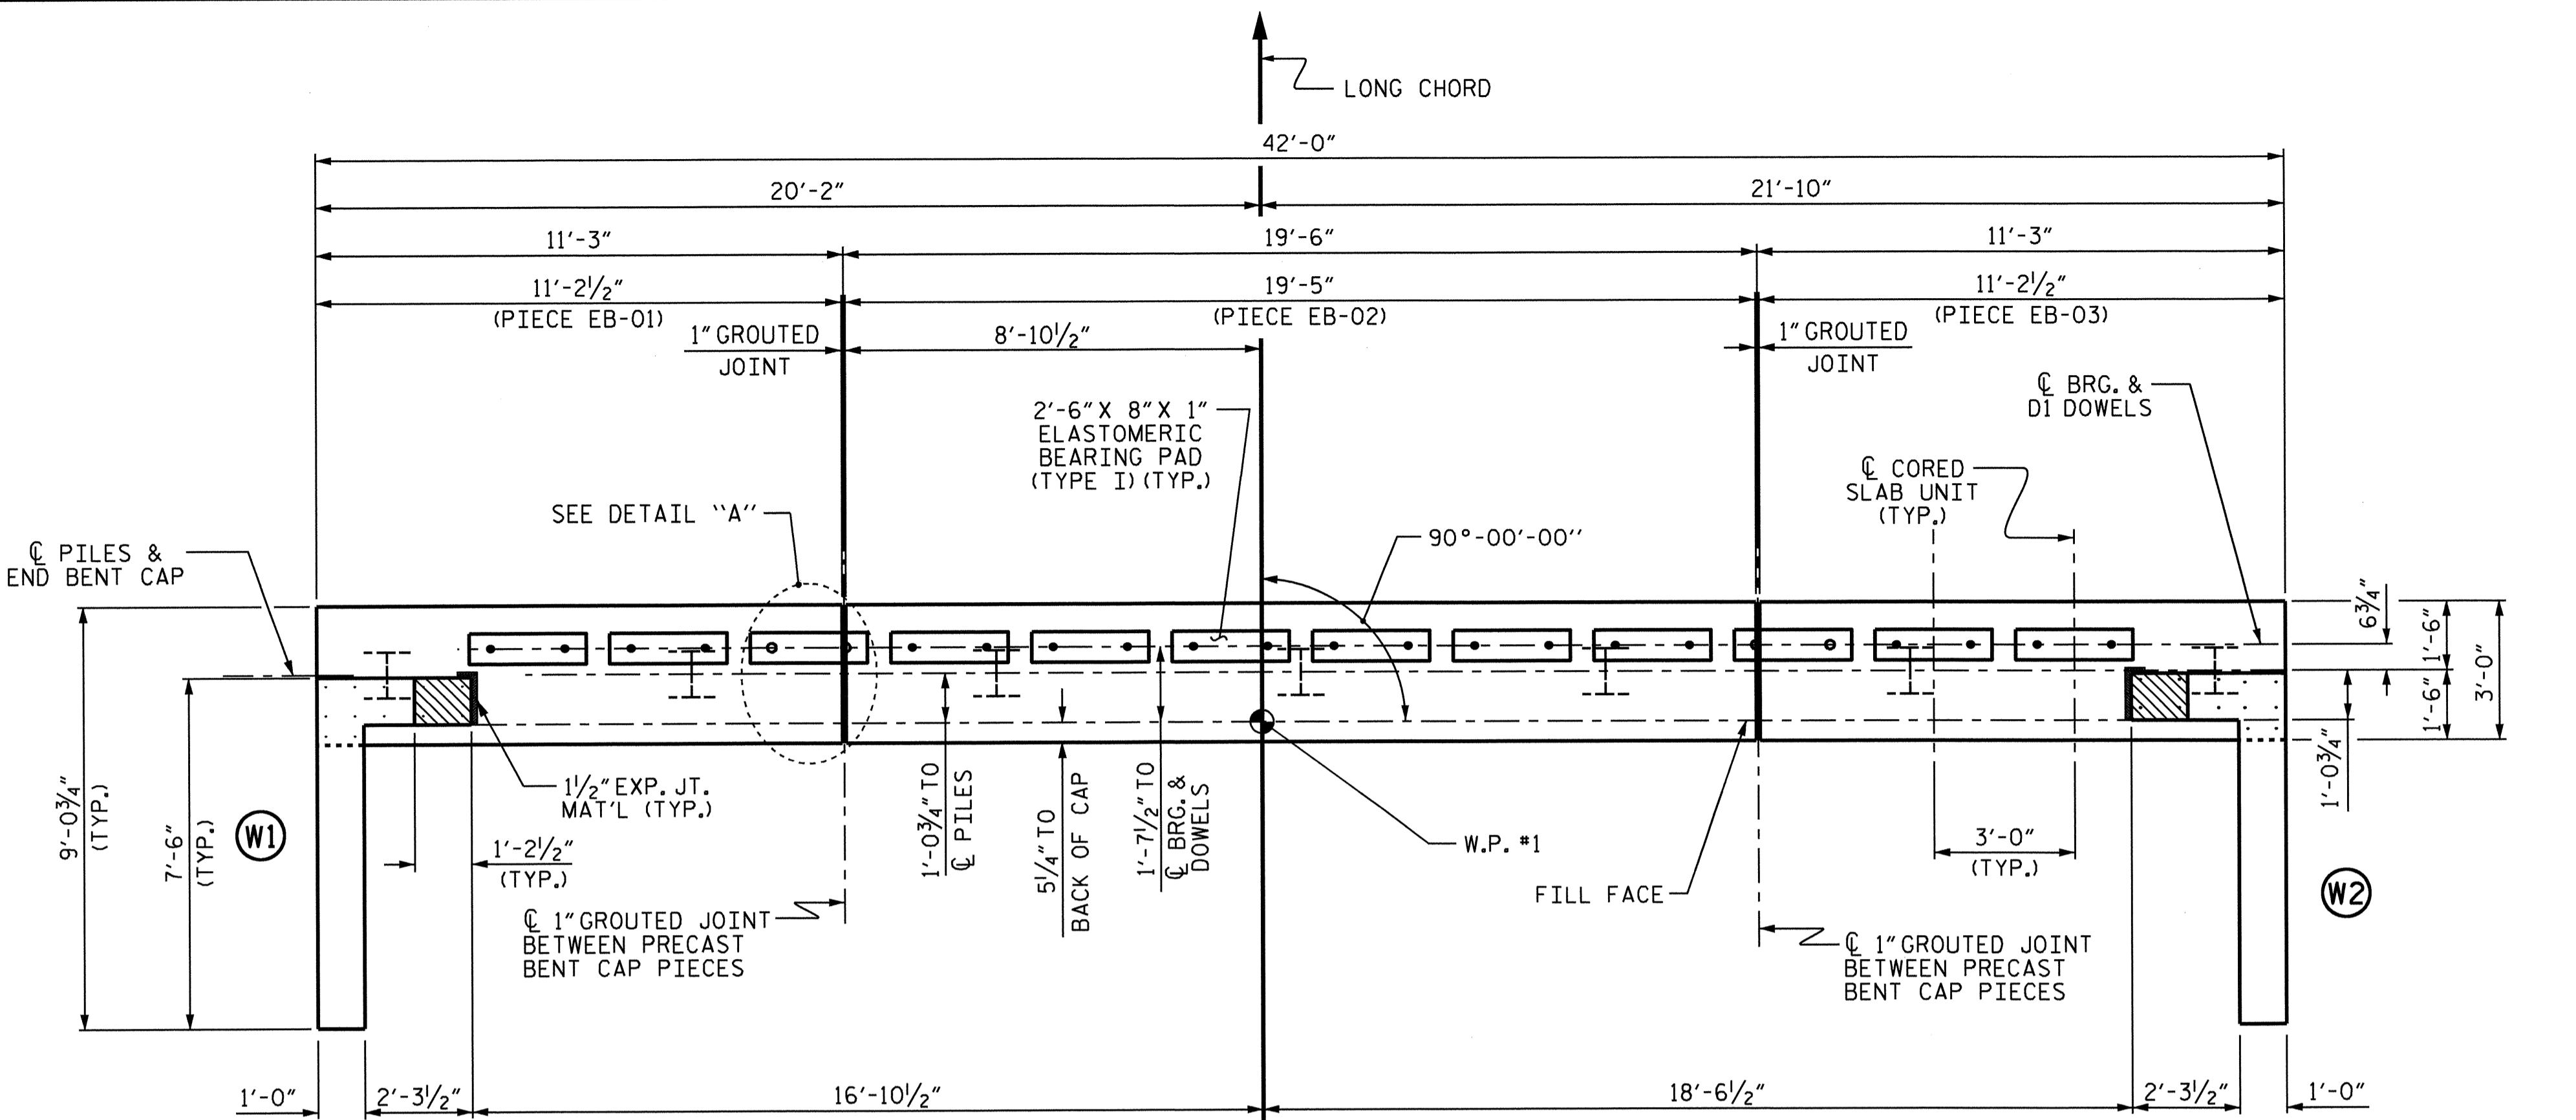 LONG CHORD
42'-0"
20'-2"
21'-10"
11'-3"
19'-6"
11'-3"
11'-2½"
(PIECE EB-01)
19'-5"
(PIECE EB-02)
11'-2½"
(PIECE EB-03)
1" GROUTED
JOINT
8'-10½"
1" GROUTED
JOINT
2'-6" X 8" X 1"
ELASTOMERIC
BEARING PAD
(TYPE I) (TYP.)
℄ BRG. &
D1 DOWELS
℄ CORED
SLAB UNIT
(TYP.)
SEE DETAIL "A"
90°-00'-00"
℄ PILES &
END BENT CAP
6¾"
1'-6"
1'-6"
3'-0"
1'-0¾"
9'-0¾"
(TYP.)
7'-6"
(TYP.)
W1
1½" EXP. JT.
MAT'L (TYP.)
1'-2½"
(TYP.)
1'-0¾" TO
℄ PILES
5¼" TO
BACK OF CAP
1'-7½" TO
℄ BRG. &
DOWELS
W.P. #1
3'-0"
(TYP.)
FILL FACE
W2
℄ 1" GROUTED JOINT
BETWEEN PRECAST
BENT CAP PIECES
℄ 1" GROUTED JOINT
BETWEEN PRECAST
BENT CAP PIECES
1'-0"
2'-3½"
16'-10½"
18'-6½"
2'-3½"
1'-0"